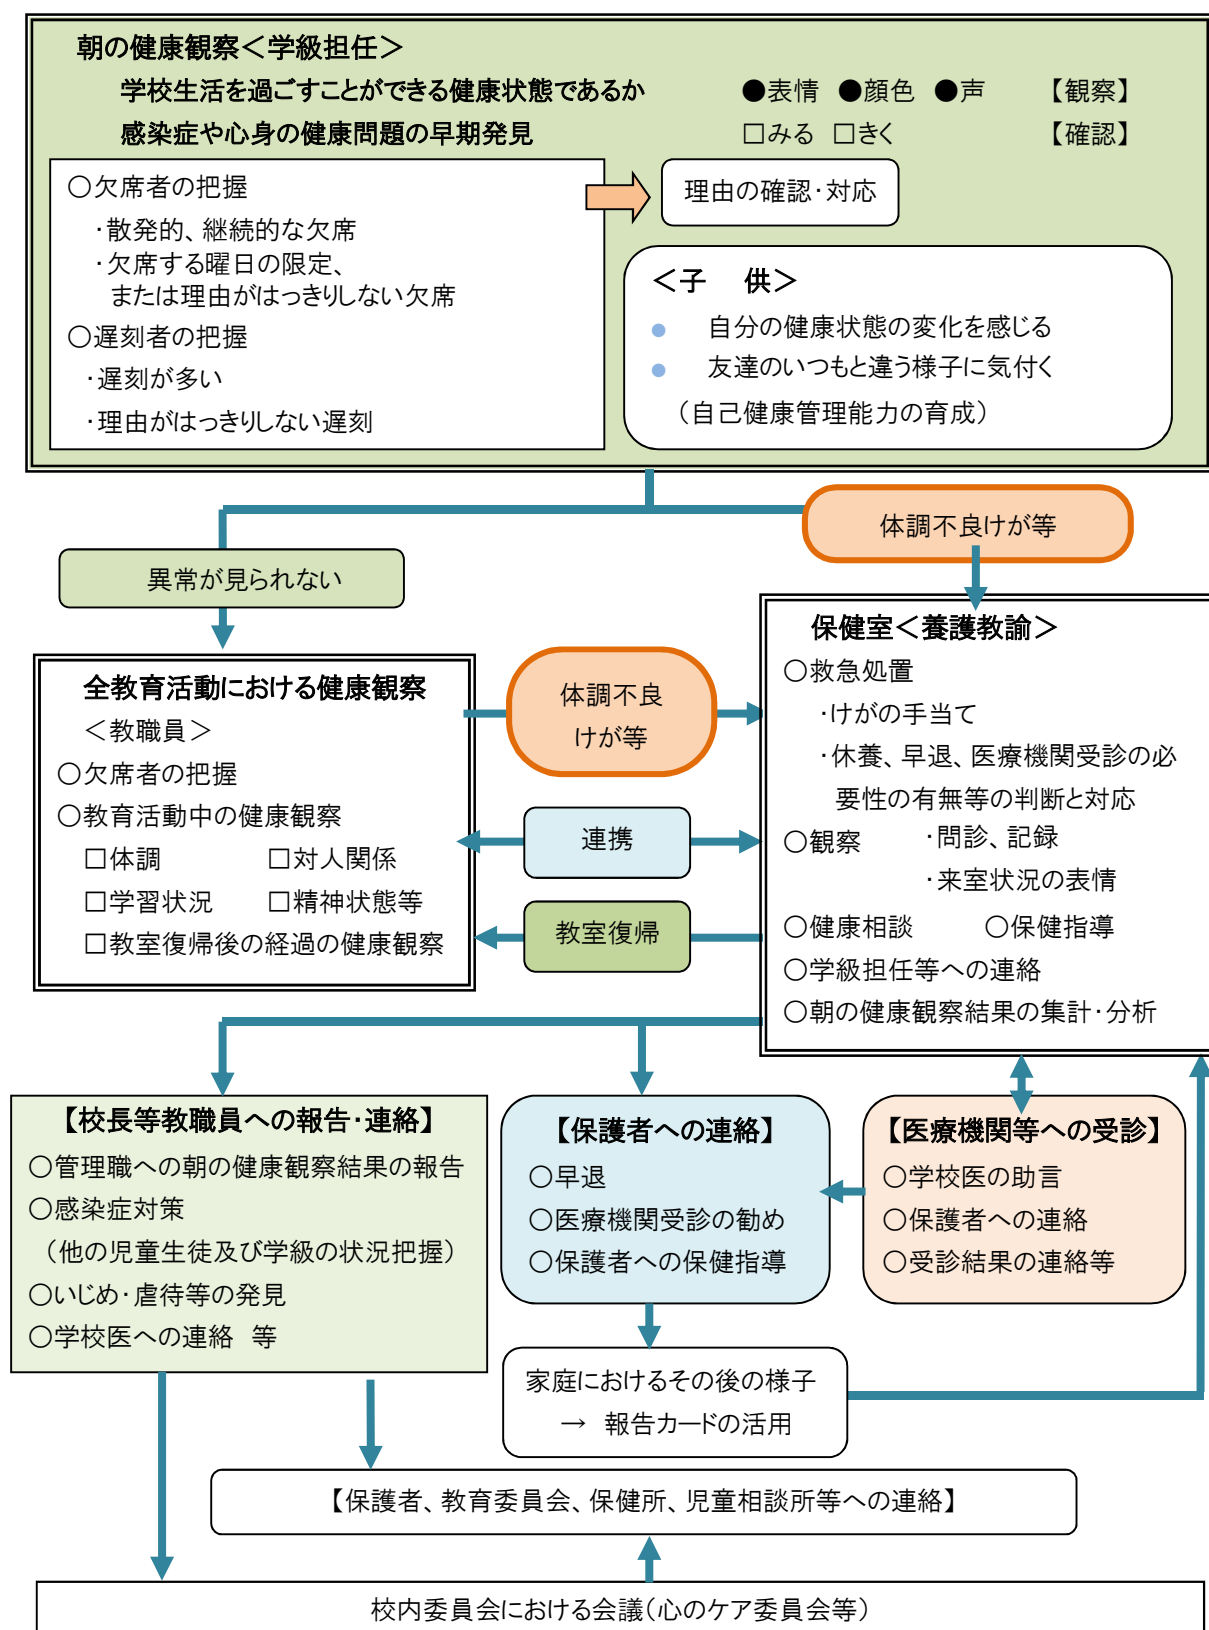 朝の健康観察＜学級担任＞
学校生活を過ごすことができる健康状態であるか ●表情 ●顔色 ●声 【観察】
感染症や心身の健康問題の早期発見 □みる □きく 【確認】
○欠席者の把握
・散発的、継続的な欠席
・欠席する曜日の限定、
または理由がはっきりしない欠席
○遅刻者の把握
・遅刻が多い
・理由がはっきりしない遅刻
理由の確認・対応
＜子　供＞
● 自分の健康状態の変化を感じる
● 友達のいつもと違う様子に気付く
（自己健康管理能力の育成）
体調不良けが等
異常が見られない
全教育活動における健康観察
＜教職員＞
○欠席者の把握
○教育活動中の健康観察
□体調 □対人関係
□学習状況 □精神状態等
□教室復帰後の経過の健康観察
体調不良
けが等
連携
教室復帰
保健室＜養護教諭＞
○救急処置
・けがの手当て
・休養、早退、医療機関受診の必
要性の有無等の判断と対応
○観察 ・問診、記録
・来室状況の表情
○健康相談 ○保健指導
○学級担任等への連絡
○朝の健康観察結果の集計・分析
【校長等教職員への報告・連絡】
○管理職への朝の健康観察結果の報告
○感染症対策
（他の児童生徒及び学級の状況把握）
○いじめ・虐待等の発見
○学校医への連絡 等
【保護者への連絡】
○早退
○医療機関受診の勧め
○保護者への保健指導
【医療機関等への受診】
○学校医の助言
○保護者への連絡
○受診結果の連絡等
家庭におけるその後の様子
→ 報告カードの活用
【保護者、教育委員会、保健所、児童相談所等への連絡】
校内委員会における会議（心のケア委員会等）